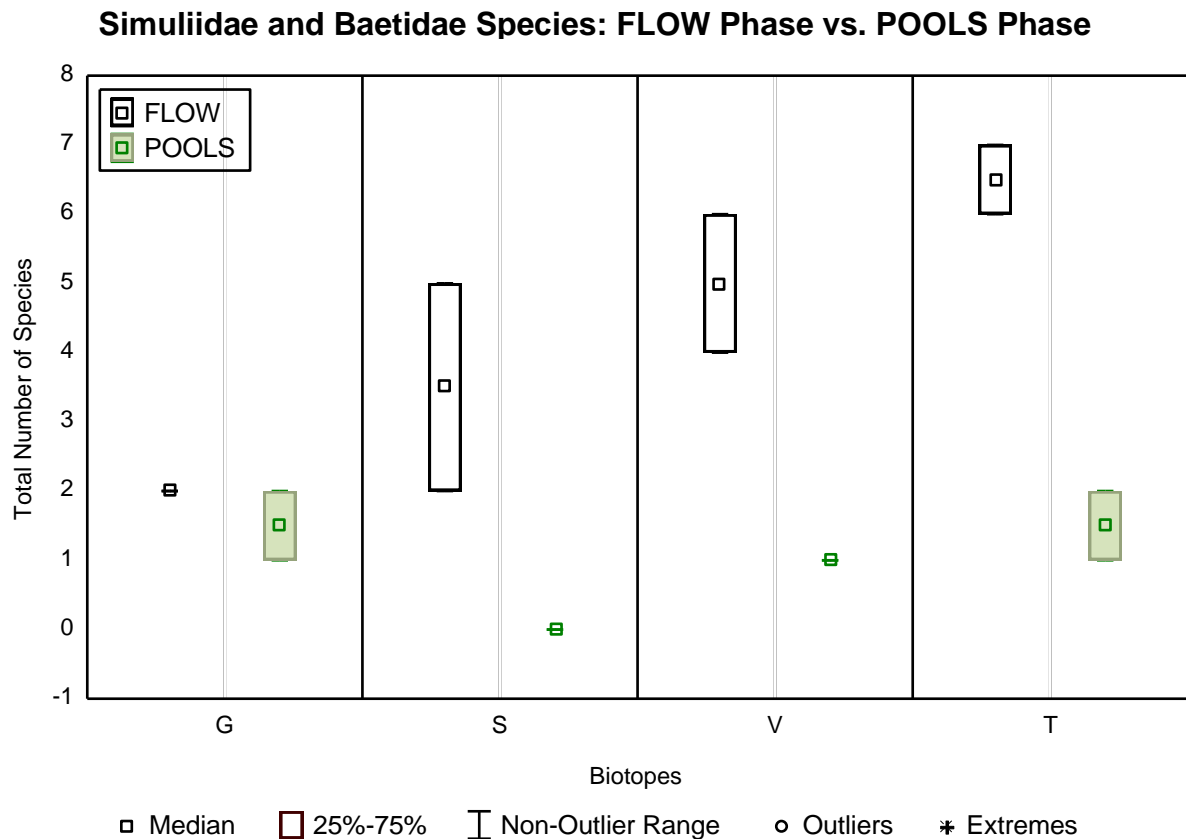 Simuliidae and Baetidae Species: FLOW Phase vs. POOLS Phase
8
7
6
5
4
3
2
1
0
-1
Total Number of Species
FLOW
POOLS
G S V T
Biotopes
Median 25%-75% Non-Outlier Range Outliers Extremes